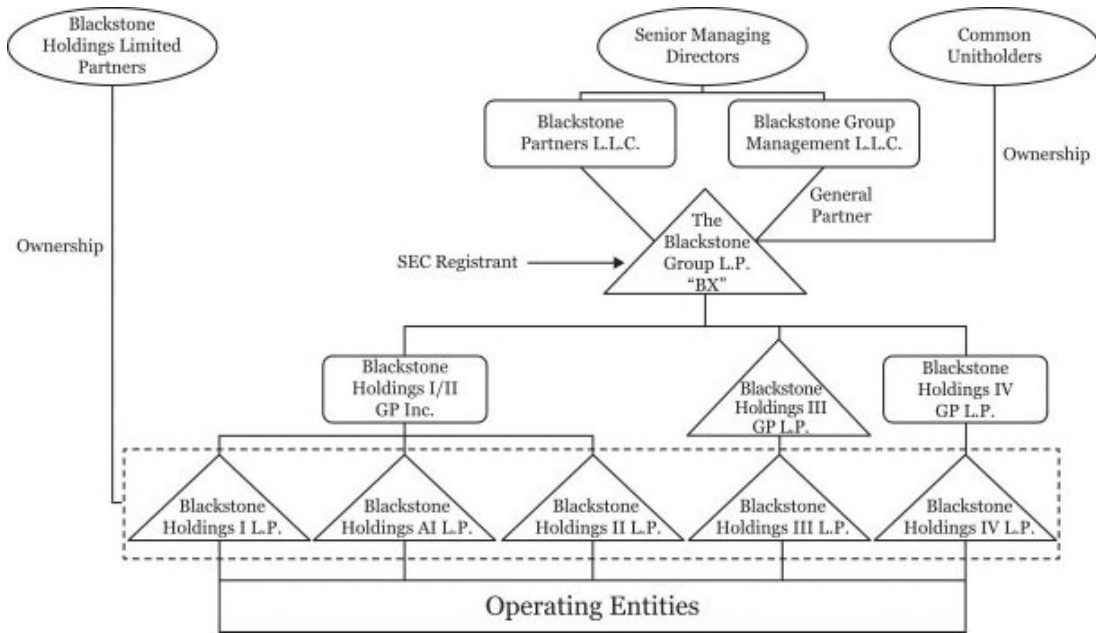 Blackstone
Holdings Limited
Partners
Senior Managing
Directors
Common
Unitholders
Blackstone
Partners L.L.C.
Blackstone Group
Management L.L.C.
Ownership
General
Partner
Ownership
The
Blackstone
Group L.P.
“BX”
SEC Registrant
Blackstone
Holdings I/II
GP Inc.
Blackstone
Holdings III
GP L.P.
Blackstone
Holdings IV
GP L.P.
Blackstone
Holdings I L.P.
Blackstone
Holdings AI L.P.
Blackstone
Holdings II L.P.
Blackstone
Holdings III L.P.
Blackstone
Holdings IV L.P.
Operating Entities